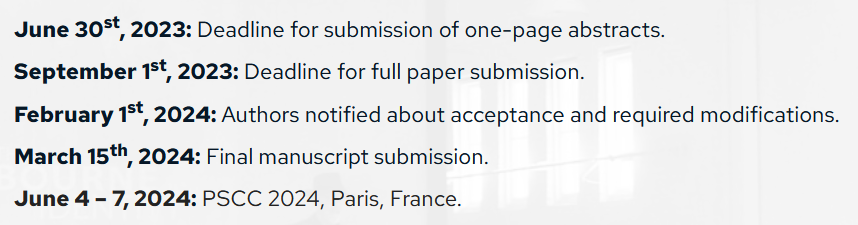 June 30st, 2023: Deadline for submission of one-page abstracts.
September 1st, 2023: Deadline for full paper submission.
February 1st, 2024: Authors notified about acceptance and required modifications.
March 15th, 2024: Final manuscript submission.
June 4 – 7, 2024: PSCC 2024, Paris, France.